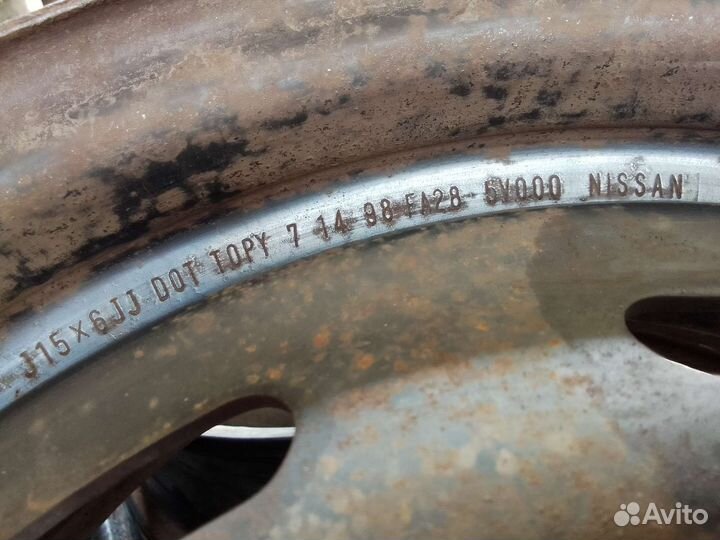 J15×6JJ DOT TOPY 7 14 98 FA28 5V000 NISSAN
Avito